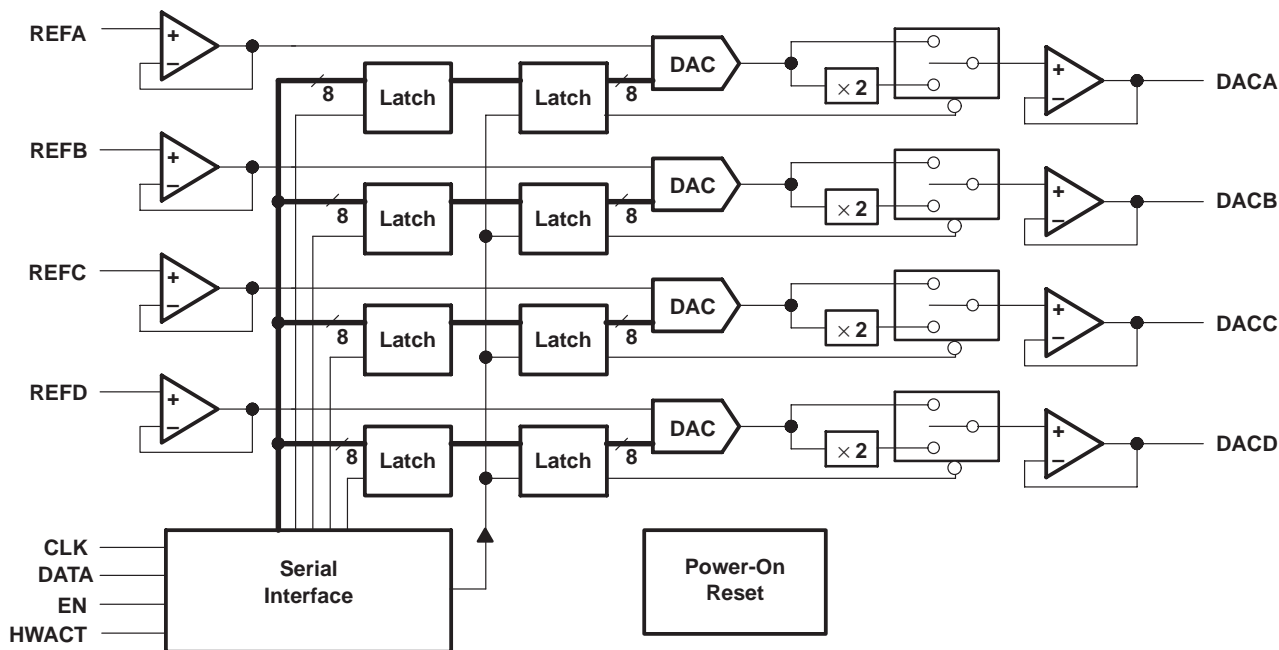 REFA
+
−
8
Latch
Latch
8
DAC
× 2
+
−
DACA
REFB
+
−
8
Latch
Latch
8
DAC
× 2
+
−
DACB
REFC
+
−
8
Latch
Latch
8
DAC
× 2
+
−
DACC
REFD
+
−
8
Latch
Latch
8
DAC
× 2
+
−
DACD
CLK
DATA
EN
HWACT
Serial
Interface
Power-On
Reset